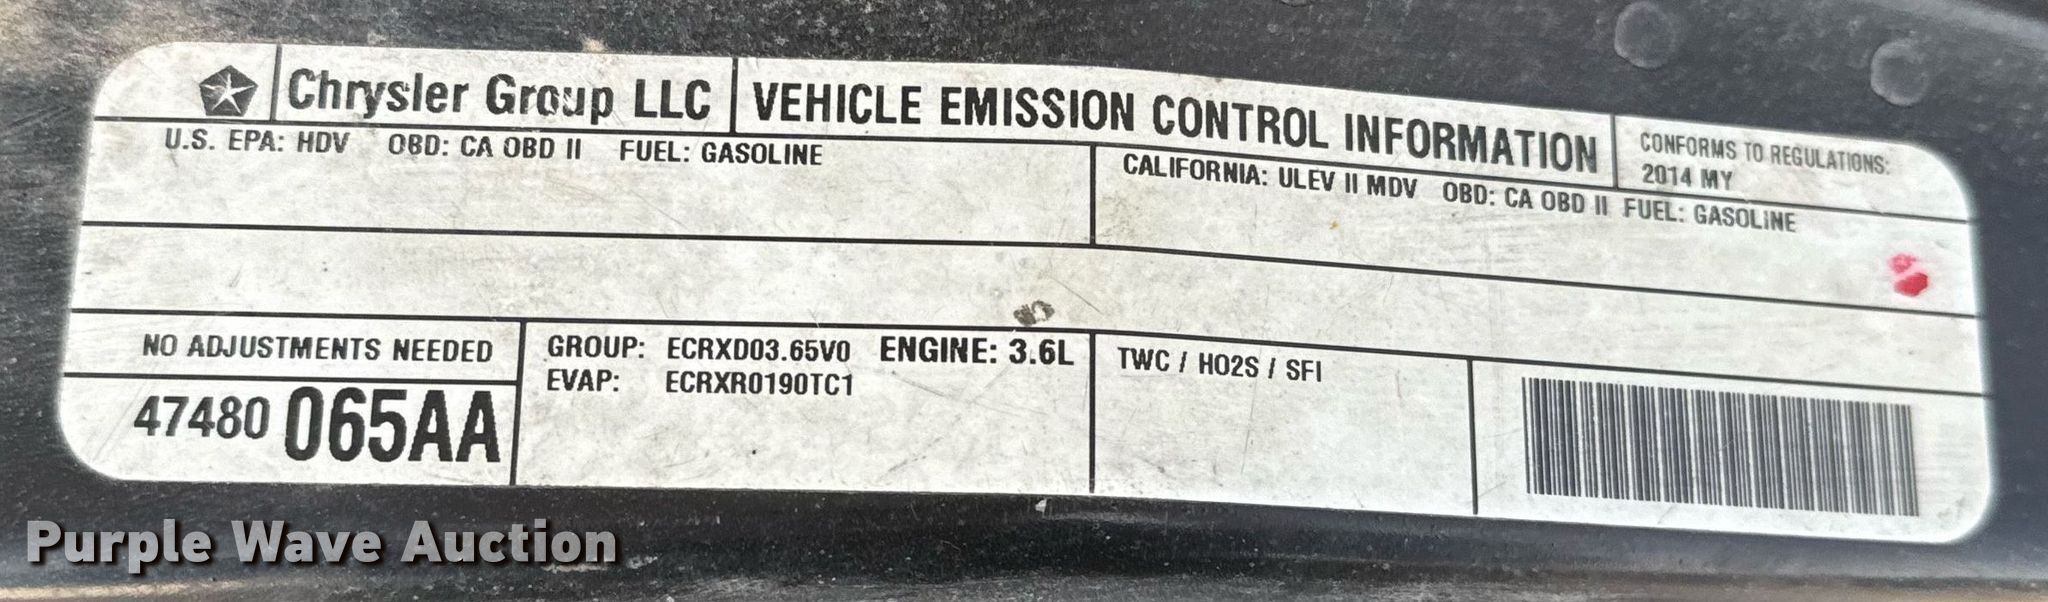 Chrysler Group LLC VEHICLE EMISSION CONTROL INFORMATION
CONFORMS TO REGULATIONS:
2014 MY
U.S. EPA: HDV OBD: CA OBD II FUEL: GASOLINE
CALIFORNIA: ULEV II MDV OBD: CA OBD II FUEL: GASOLINE
NO ADJUSTMENTS NEEDED
47480 065AA
GROUP: ECRXD03.65V0 ENGINE: 3.6L
EVAP: ECRXR0190TC1
TWC / HO2S / SFI
Purple Wave Auction